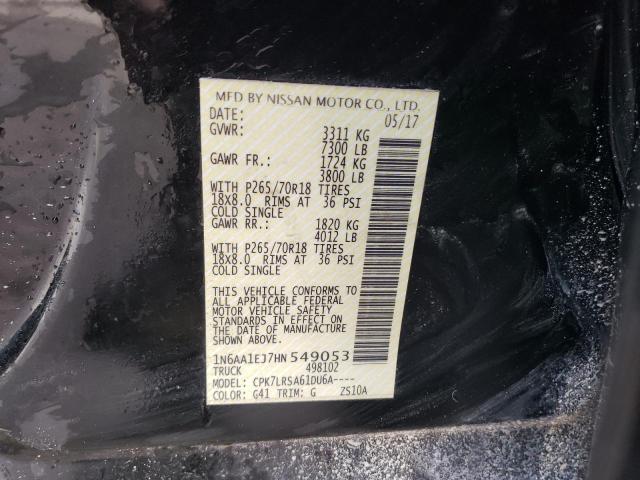 MFD BY NISSAN MOTOR CO., LTD.
DATE: 05/17
GVWR: 3311 KG
7300 LB
GAWR FR.: 1724 KG
3800 LB
WITH P265/70R18 TIRES
18X8.0 RIMS AT 36 PSI
COLD SINGLE
GAWR RR.: 1820 KG
4012 LB
WITH P265/70R18 TIRES
18X8.0 RIMS AT 36 PSI
COLD SINGLE
THIS VEHICLE CONFORMS TO
ALL APPLICABLE FEDERAL
MOTOR VEHICLE SAFETY
STANDARDS IN EFFECT ON
THE DATE OF MANUFACTURE
SHOWN ABOVE.
1N6AA1EJ7HN549053
TRUCK 498102
MODEL: CPK7LRSA61DU6A----
COLOR: G41 TRIM: G ZS10A